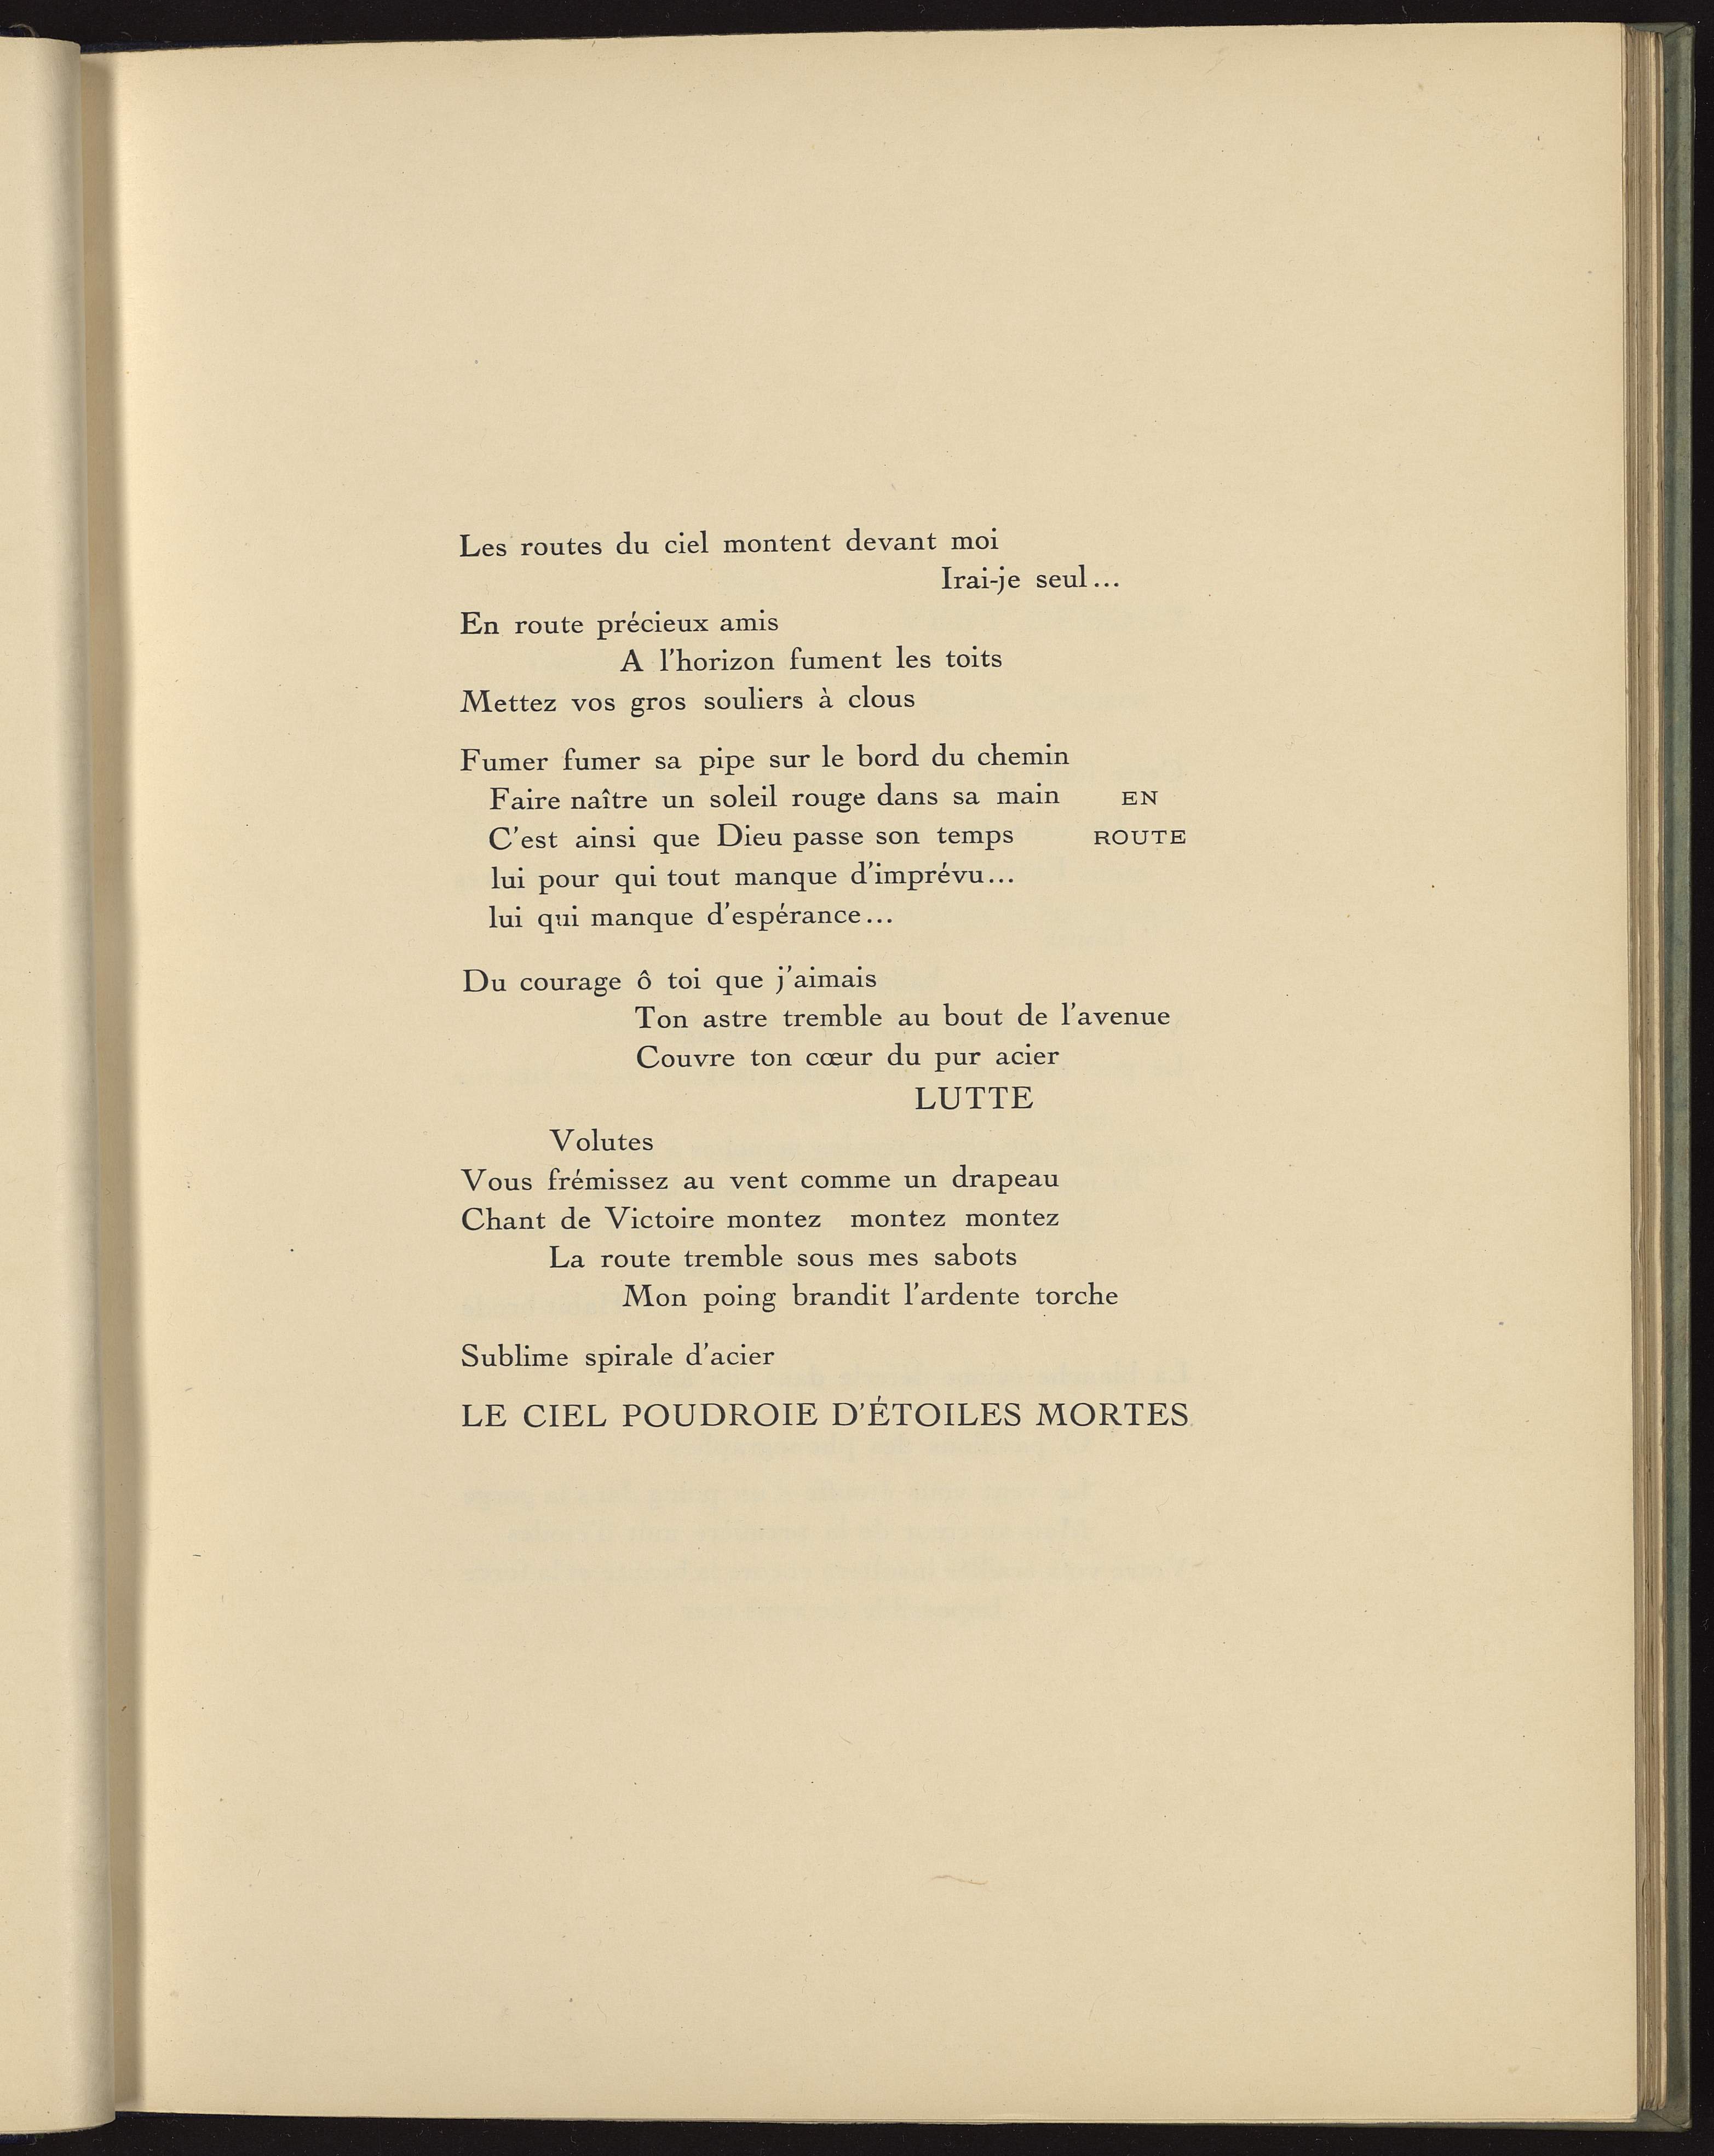 Les routes du ciel montent devant moi
Irai-je seul...
En route précieux amis
A l'horizon fument les toits
Mettez vos gros souliers à clous
Fumer fumer sa pipe sur le bord du chemin
Faire naître un soleil rouge dans sa main EN
C'est ainsi que Dieu passe son temps ROUTE
lui pour qui tout manque d'imprévu...
lui qui manque d'espérance...
Du courage ô toi que j'aimais
Ton astre tremble au bout de l'avenue
Couvre ton cœur du pur acier
LUTTE
Volutes
Vous frémissez au vent comme un drapeau
Chant de Victoire montez montez montez
La route tremble sous mes sabots
Mon poing brandit l'ardente torche
Sublime spirale d'acier
LE CIEL POUDROIE D'ÉTOILES MORTES